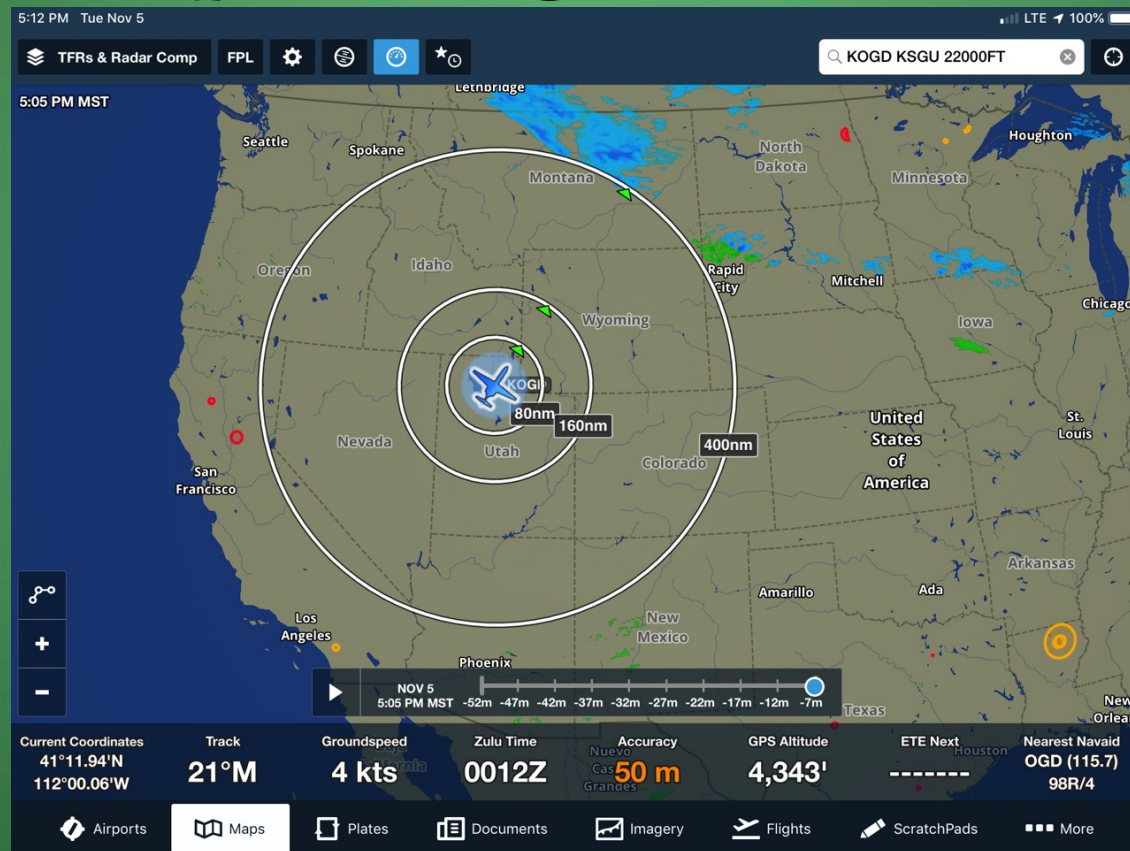 5:12 PM Tue Nov 5
LTE 100%
TFRs & Radar Comp
FPL
KOGD KSGU 22000FT
5:05 PM MST
Lethbridge
Seattle
Spokane
Montana
North
Dakota
Minnesota
Houghton
Oregon
Idaho
Rapid
City
Mitchell
Wyoming
Iowa
Chicago
KOGD
80nm
160nm
400nm
Nevada
Utah
Colorado
United
States
of
America
St.
Louis
San
Francisco
Arkansas
Amarillo
Ada
Los
Angeles
New
Mexico
Phoenix
NOV 5
5:05 PM MST
-52m -47m -42m -37m -32m -27m -22m -17m -12m -7m
Texas
New
Orlea
Current Coordinates
41°11.94'N
112°00.06'W
Track
21°M
Groundspeed
4 kts
Zulu Time
0012Z
Accuracy
50 m
GPS Altitude
4,343'
ETE Next
-------
Nearest Navaid
OGD (115.7)
98R/4
Nuevo
Cas
Grandes
Houston
Airports
Maps
Plates
Documents
Imagery
Flights
ScratchPads
More